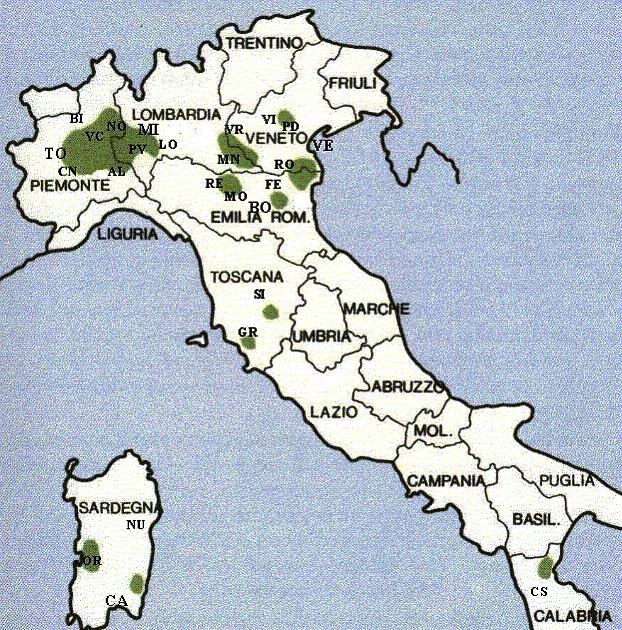 TRENTINO
FRIULI
LOMBARDIA
BI
NO
MI
VC
VI
PD
VR
VENETO
VE
TO
PV
LO
MN
RO
CN
AL
PIEMONTE
RE
FE
MO
BO
EMILIA ROM.
LIGURIA
TOSCANA
SI
MARCHE
GR
UMBRIA
ABRUZZO
LAZIO
MOL.
CAMPANIA
PUGLIA
SARDEGNA
NU
BASIL.
OR
CA
CS
CALABRIA